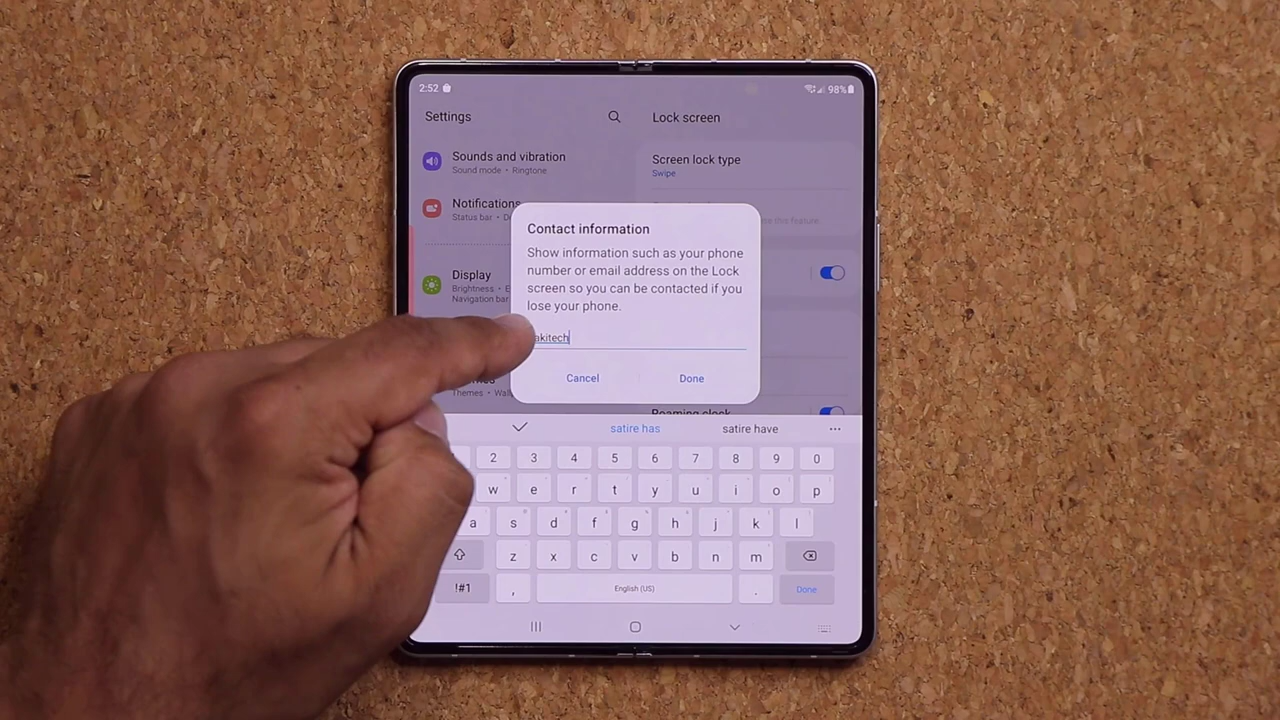 2:52
98%
Settings
Lock screen
Sounds and vibration
Sound mode • Ringtone
Screen lock type
Swipe
Notifications
Status bar •
this feature.
Contact information
Show information such as your phone
number or email address on the Lock
screen so you can be contacted if you
lose your phone.
akitech
Cancel
Done
Display
Brightness •
Navigation bar
Themes •
Roaming clock
satire has
satire have
2 3 4 5 6 7 8 9 0
w e r t y u i o p
a s d f g h j k l
z x c v b n m
!#1 , English (US) . Done